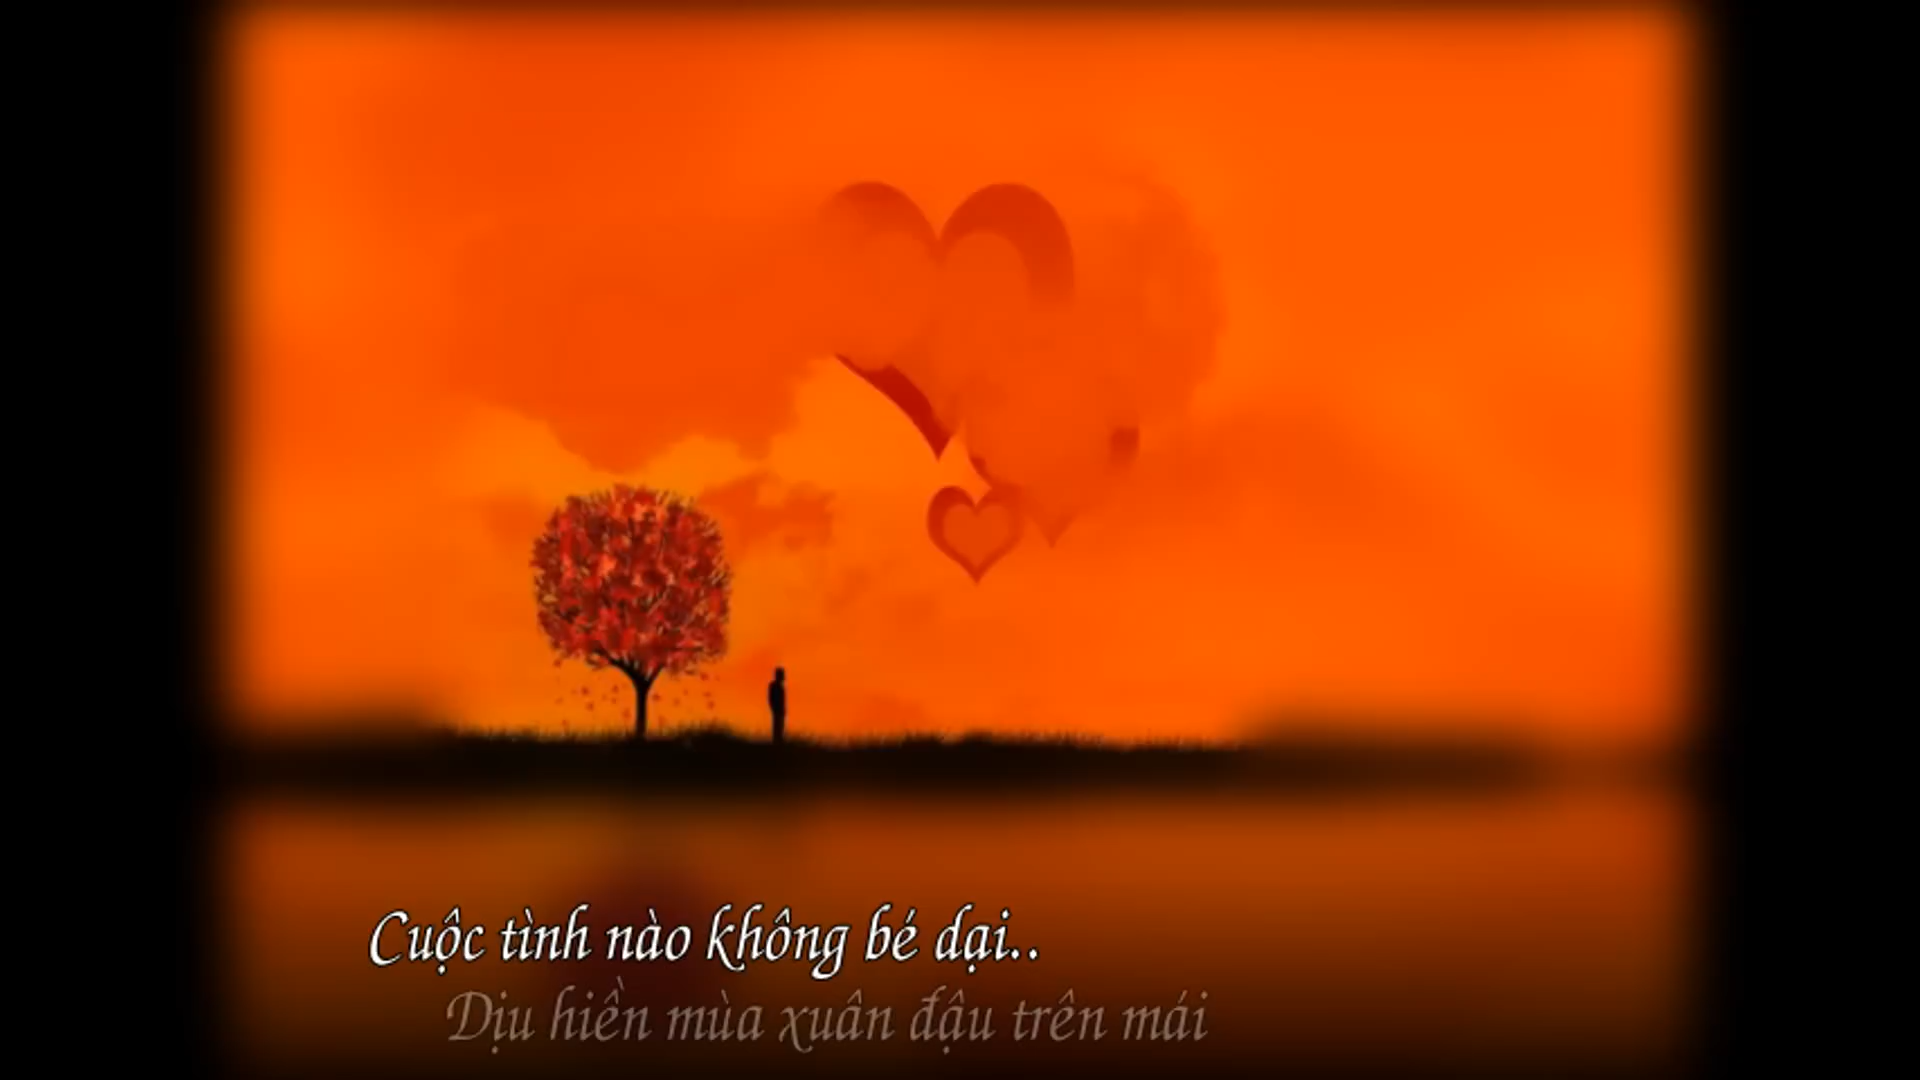 Cuộc tình nào không bé dại..
Dịu hiền mùa xuân đậu trên mái